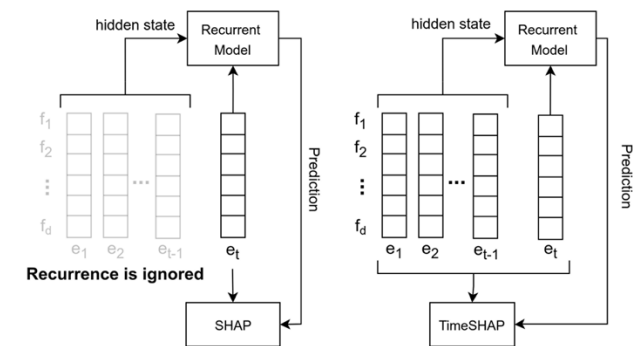 hidden state
Recurrent
Model
f1
f2
...
fd
...
e1 e2 et-1 et
Recurrence is ignored
Prediction
SHAP
hidden state
Recurrent
Model
f1
f2
...
fd
...
e1 e2 et-1 et
Prediction
TimeSHAP